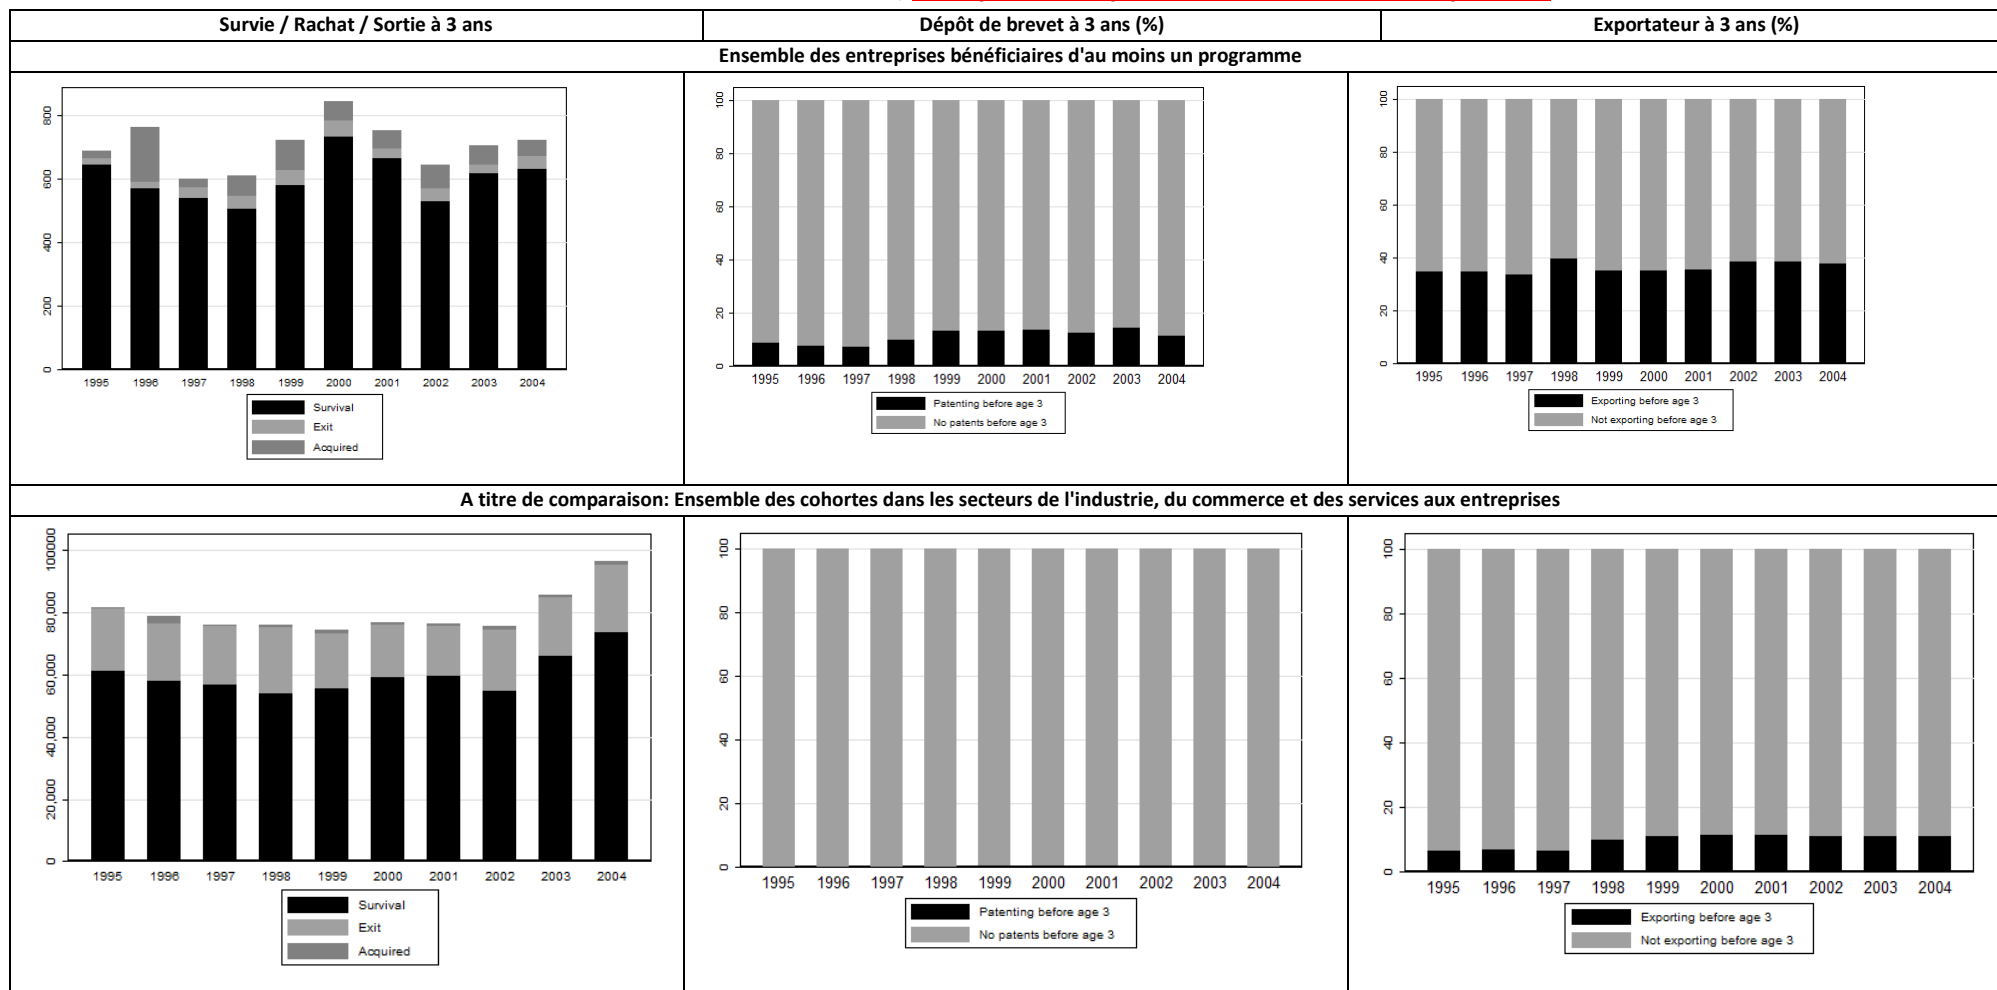 Survie / Rachat / Sortie à 3 ans
Dépôt de brevet à 3 ans (%)
Exportateur à 3 ans (%)
Ensemble des entreprises bénéficiaires d'au moins un programme
800
600
400
200
0
1995 1996 1997 1998 1999 2000 2001 2002 2003 2004
Survival
Exit
Acquired
100
80
60
40
20
0
1995 1996 1997 1998 1999 2000 2001 2002 2003 2004
Patenting before age 3
No patents before age 3
100
80
60
40
20
0
1995 1996 1997 1998 1999 2000 2001 2002 2003 2004
Exporting before age 3
Not exporting before age 3
A titre de comparaison: Ensemble des cohortes dans les secteurs de l'industrie, du commerce et des services aux entreprises
100000
80,000
60,000
40,000
20,000
0
1995 1996 1997 1998 1999 2000 2001 2002 2003 2004
Survival
Exit
Acquired
100
80
60
40
20
0
1995 1996 1997 1998 1999 2000 2001 2002 2003 2004
Patenting before age 3
No patents before age 3
100
80
60
40
20
0
1995 1996 1997 1998 1999 2000 2001 2002 2003 2004
Exporting before age 3
Not exporting before age 3